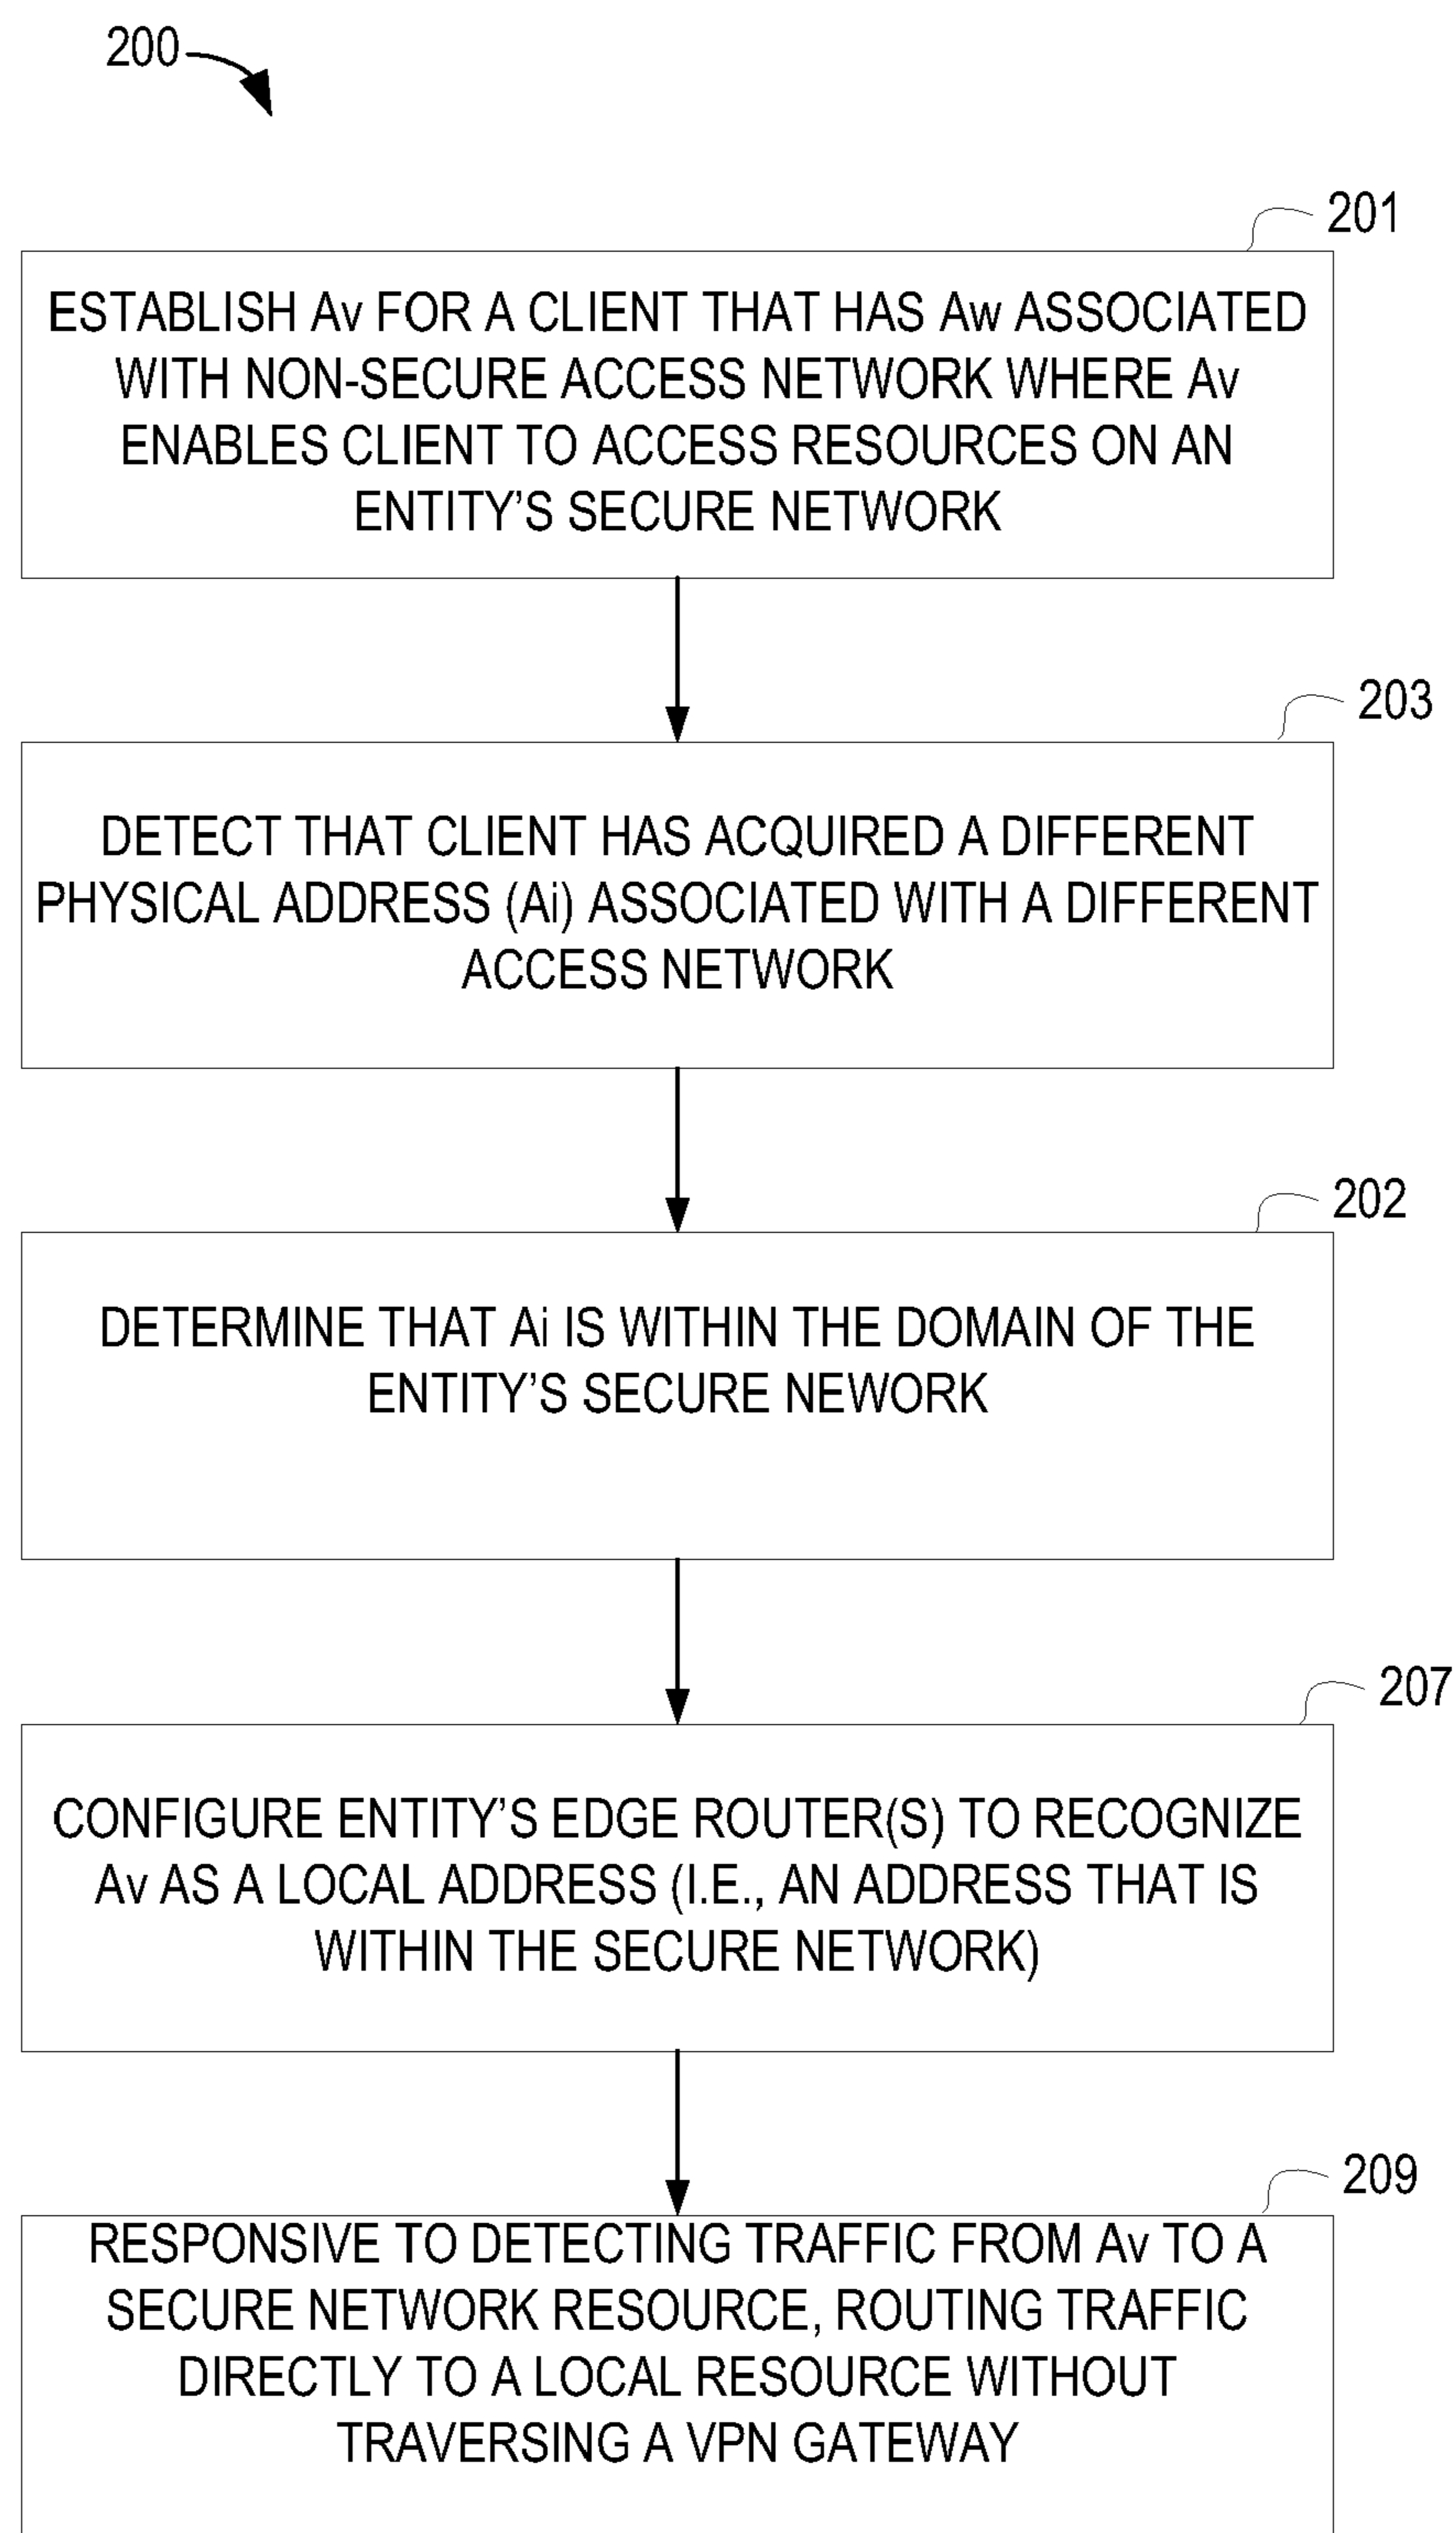 200
201
ESTABLISH Av FOR A CLIENT THAT HAS Aw ASSOCIATED
WITH NON-SECURE ACCESS NETWORK WHERE Av
ENABLES CLIENT TO ACCESS RESOURCES ON AN
ENTITY'S SECURE NETWORK
203
DETECT THAT CLIENT HAS ACQUIRED A DIFFERENT
PHYSICAL ADDRESS (Ai) ASSOCIATED WITH A DIFFERENT
ACCESS NETWORK
202
DETERMINE THAT Ai IS WITHIN THE DOMAIN OF THE
ENTITY'S SECURE NEWORK
207
CONFIGURE ENTITY'S EDGE ROUTER(S) TO RECOGNIZE
Av AS A LOCAL ADDRESS (I.E., AN ADDRESS THAT IS
WITHIN THE SECURE NETWORK)
209
RESPONSIVE TO DETECTING TRAFFIC FROM Av TO A
SECURE NETWORK RESOURCE, ROUTING TRAFFIC
DIRECTLY TO A LOCAL RESOURCE WITHOUT
TRAVERSING A VPN GATEWAY